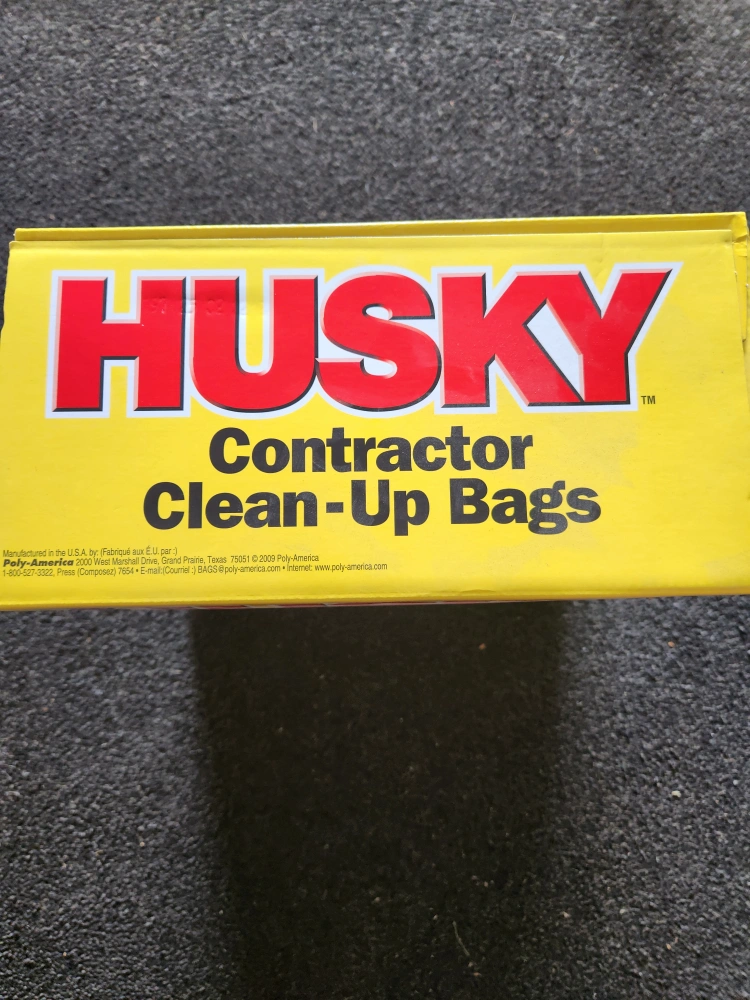 HUSKY™
Contractor
Clean-Up Bags
Manufactured in the U.S.A. by: (Fabriqué aux É.U. par :)
Poly-America 2000 West Marshall Drive, Grand Prairie, Texas 75051 © 2009 Poly-America
1-800-527-3322, Press (Composez) 7654 • E-mail:(Courriel :) BAGS@poly-america.com • Internet: www.poly-america.com